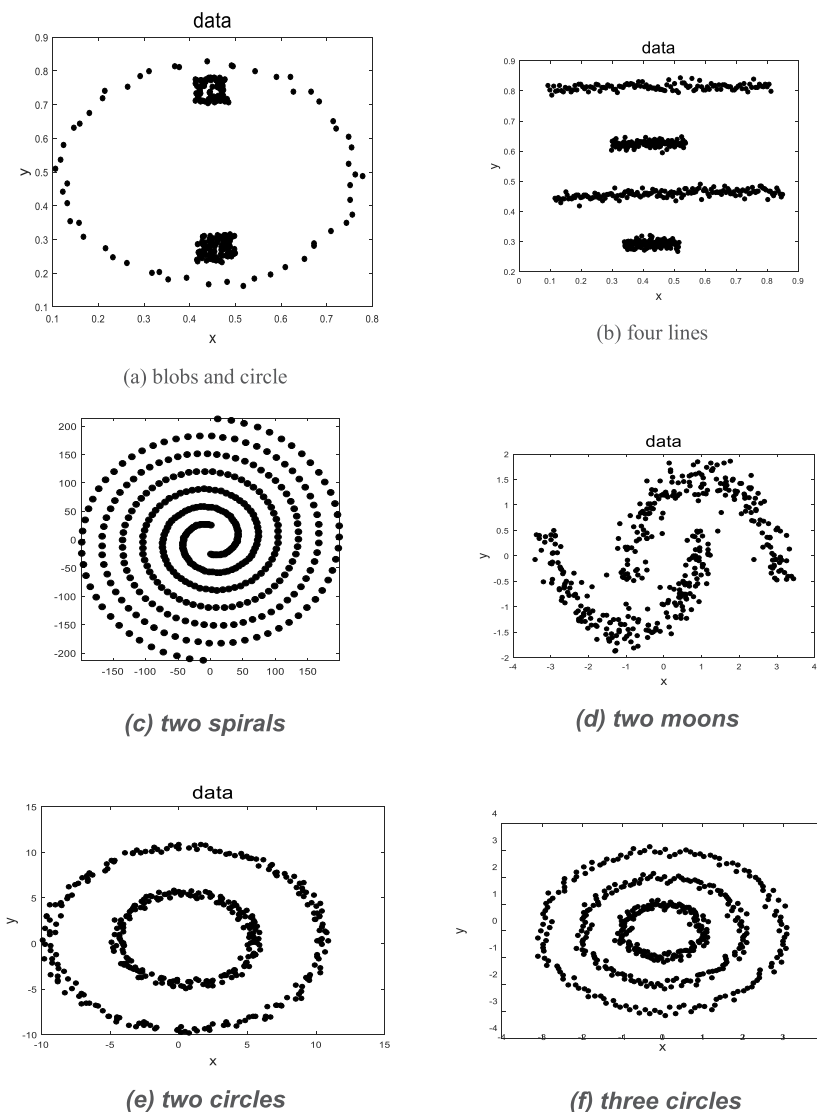 data
0.9
0.8
0.7
0.6
0.5
0.4
0.3
0.2
0.1
y
0.1 0.2 0.3 0.4 0.5 0.6 0.7 0.8
x
(a) blobs and circle
data
0.9
0.8
0.7
0.6
0.5
0.4
0.3
0.2
y
0 0.1 0.2 0.3 0.4 0.5 0.6 0.7 0.8 0.9
x
(b) four lines
200
150
100
50
0
-50
-100
-150
-200
-150 -100 -50 0 50 100 150
(c) two spirals
data
2
1.5
1
0.5
0
-0.5
-1
-1.5
-2
y
-4 -3 -2 -1 0 1 2 3 4
x
(d) two moons
data
15
10
5
0
-5
-10
y
-10 -5 0 5 10 15
x
(e) two circles
4
3
2
1
0
-1
-2
-3
-4
y
-1 0 1 2 3
x
(f) three circles